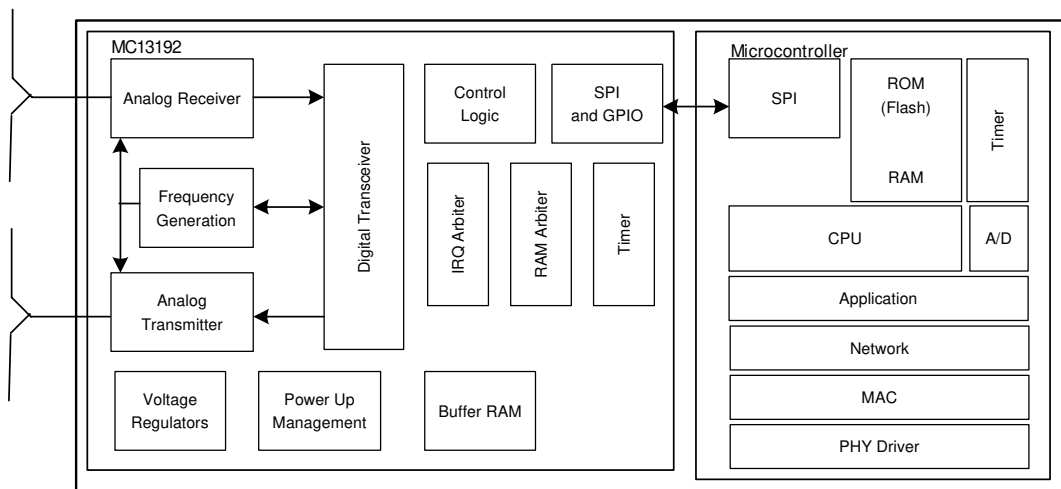 MC13192
Analog Receiver
Frequency
Generation
Analog
Transmitter
Voltage
Regulators
Power Up
Management
Digital Transceiver
Control
Logic
SPI
and GPIO
IRQ Arbiter
RAM Arbiter
Timer
Buffer RAM
Microcontroller
SPI
ROM
(Flash)
RAM
Timer
CPU
A/D
Application
Network
MAC
PHY Driver